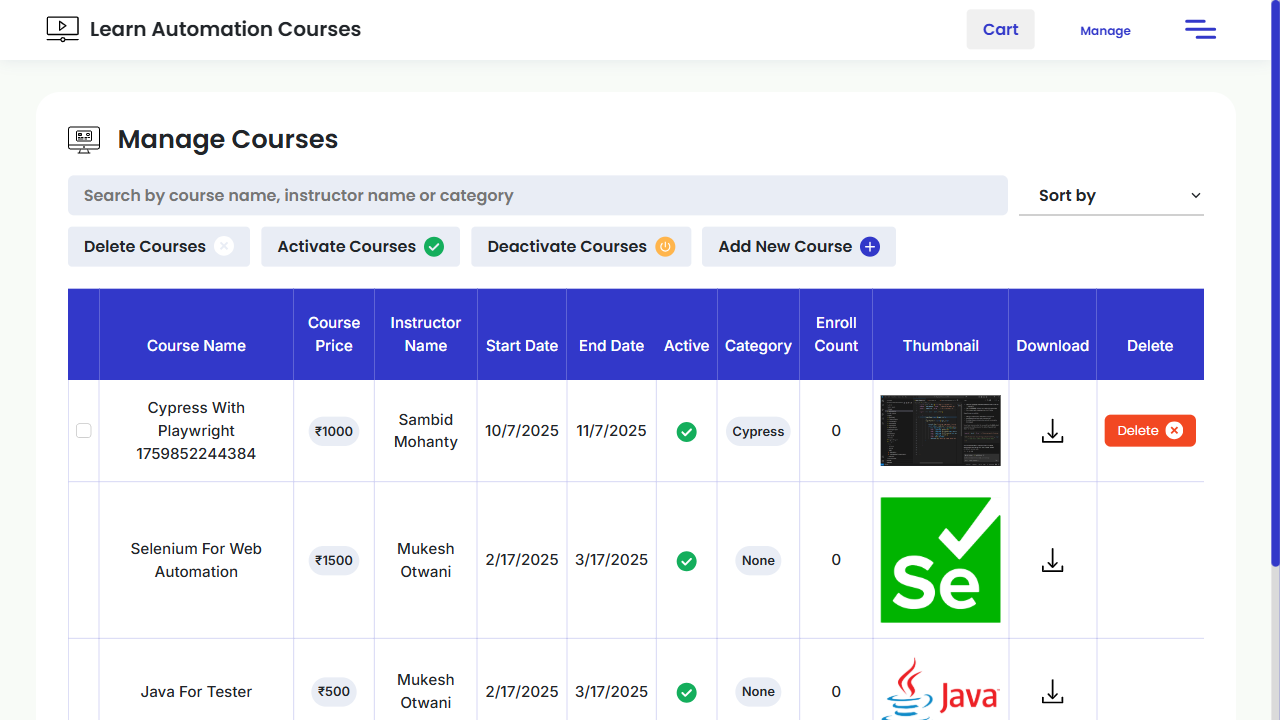 Learn Automation Courses
Cart
Manage
Manage Courses
Search by course name, instructor name or category
Sort by
Delete Courses
Activate Courses
Deactivate Courses
Add New Course
Course Name
Course Price
Instructor Name
Start Date
End Date
Active
Category
Enroll Count
Thumbnail
Download
Delete
Cypress With
Playwright
1759852244384
₹1000
Sambid
Mohanty
10/7/2025
11/7/2025
Cypress
0
Delete
Selenium For Web
Automation
₹1500
Mukesh
Otwani
2/17/2025
3/17/2025
None
0
Se
Java For Tester
₹500
Mukesh
Otwani
2/17/2025
3/17/2025
None
0
Java